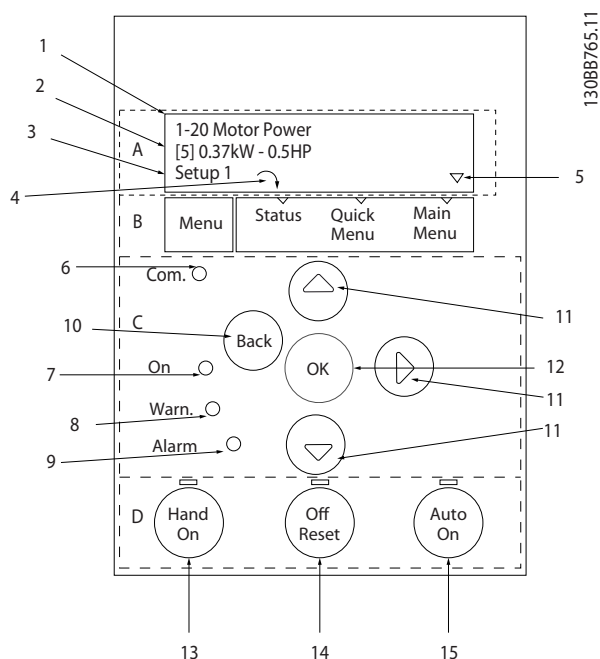 130BB765.11
1
2
3
A
1-20 Motor Power
[5] 0.37kW - 0.5HP
Setup 1
4
5
B
Menu
Status
Quick
Menu
Main
Menu
6
Com.
11
10
C
Back
OK
12
7
On
11
8
Warn.
11
9
Alarm
D
Hand
On
Off
Reset
Auto
On
13
14
15